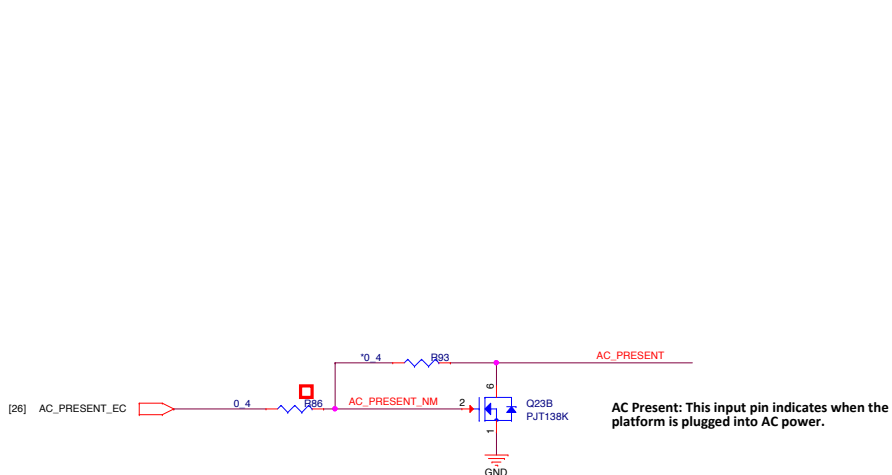 *0_4 R93 AC_PRESENT
6
[26] AC_PRESENT_EC 0_4 R86 AC_PRESENT_NM 2 Q23B
PJT138K
1
GND
AC Present: This input pin indicates when the
platform is plugged into AC power.